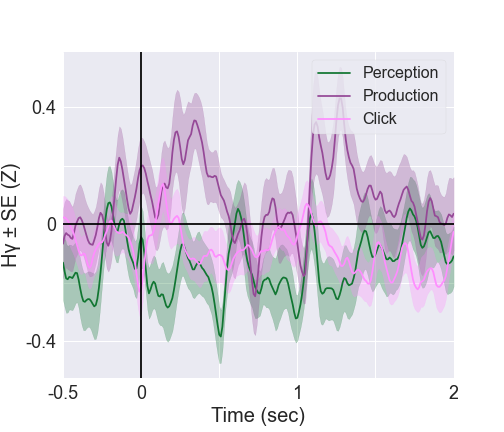 Perception
Production
Click
Hγ ± SE (Z)
0.4
0
-0.4
-0.5
0
1
2
Time (sec)